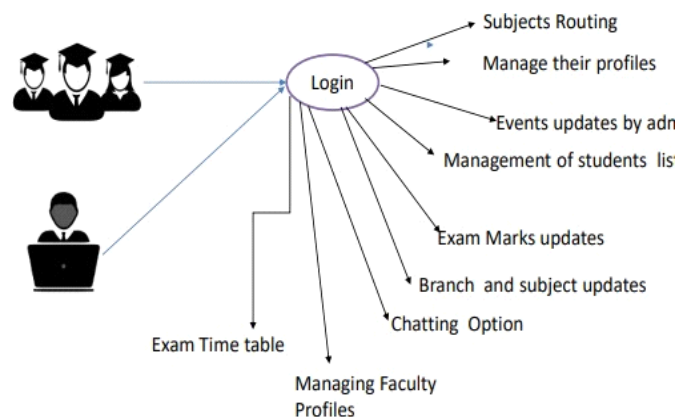 Subjects Routing
Login
Manage their profiles
Events updates by adm
Management of students list
Exam Marks updates
Branch and subject updates
Chatting Option
Exam Time table
Managing Faculty
Profiles